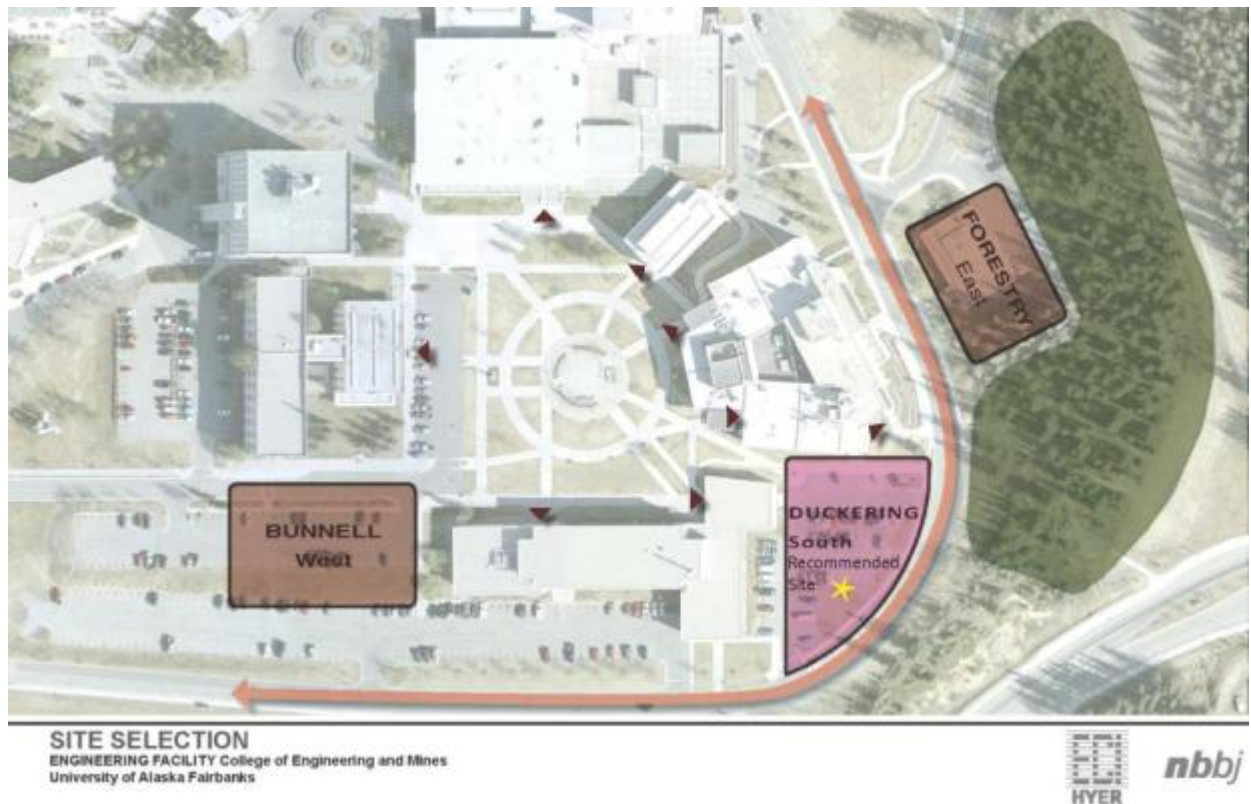 FORESTRY
East
BUNNELL
West
DUCKERING
South
Recommended
Site
SITE SELECTION
ENGINEERING FACILITY College of Engineering and Mines
University of Alaska Fairbanks
HYER
nbbj